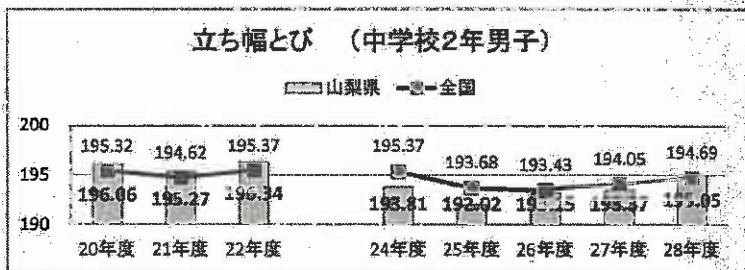 立ち幅とび （中学校2年男子）
山梨県 全国
200
195.32 194.62 195.37 195.37 193.68 193.43 194.05 194.69
195
196.06 195.27 196.34 193.81 192.02
190
20年度 21年度 22年度 24年度 25年度 26年度 27年度 28年度